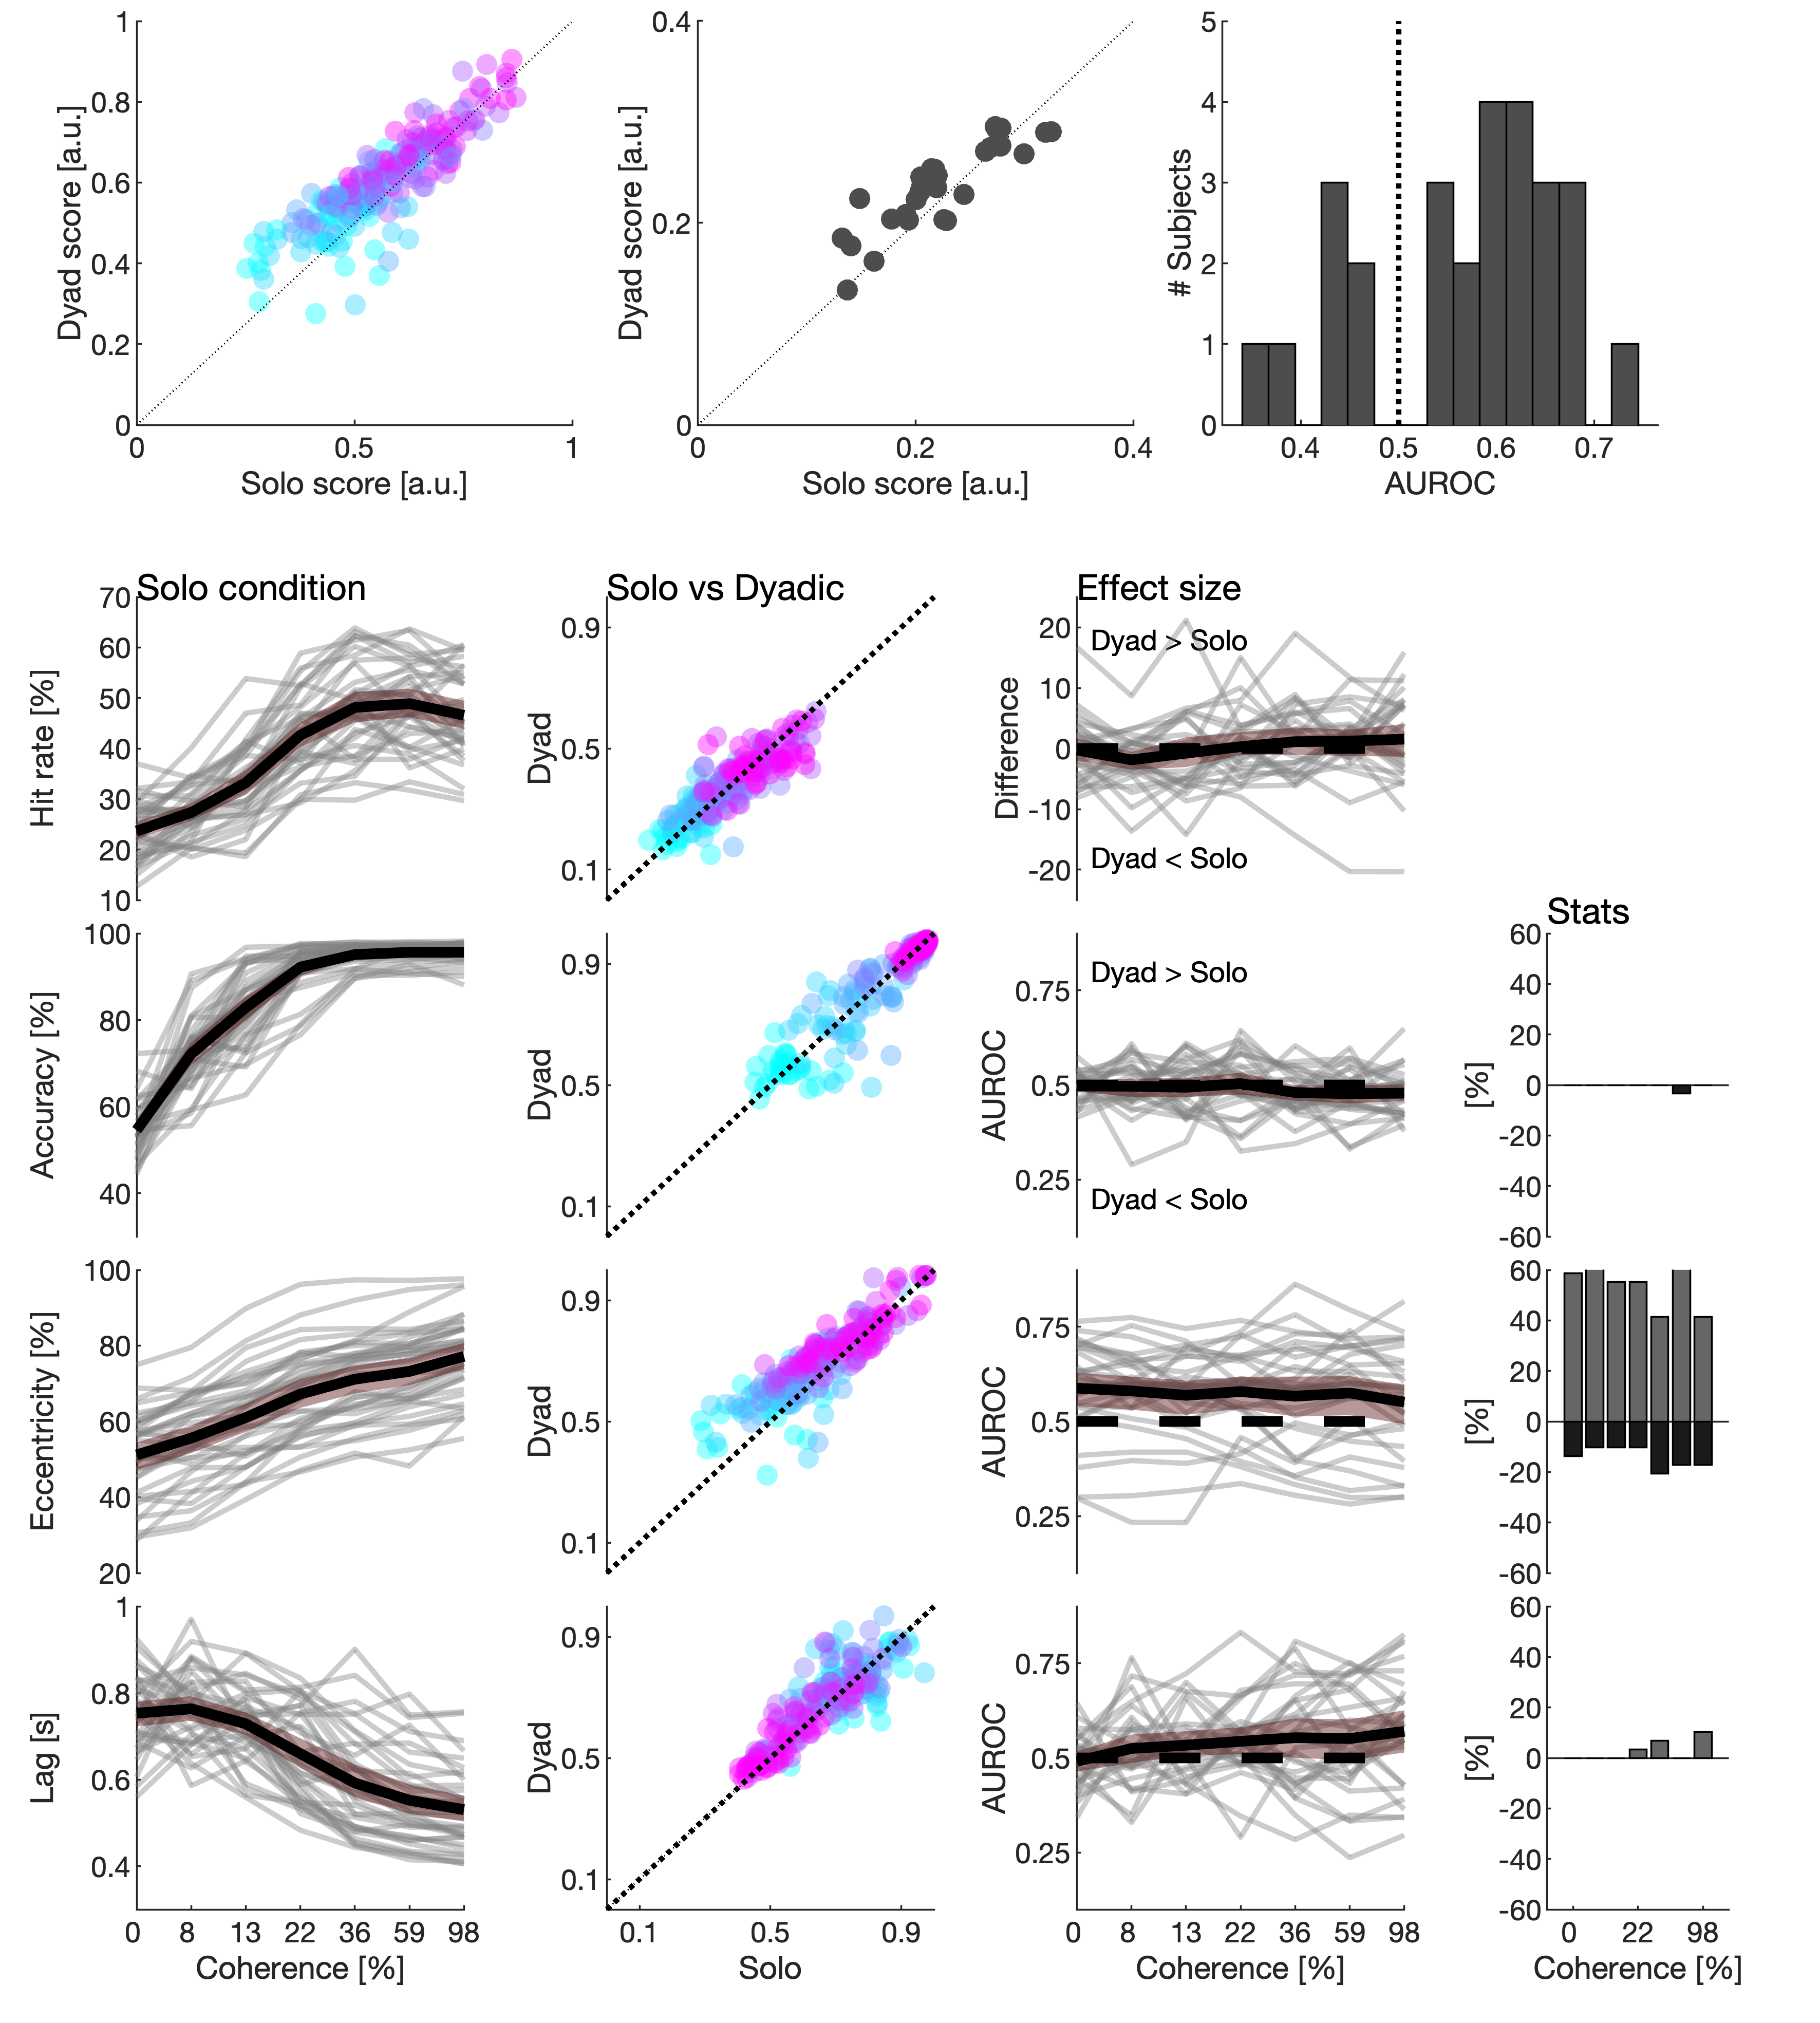 1
0.8
0.6
0.4
0.2
0
0
0.5
1
Dyad score [a.u.]
Solo score [a.u.]
0.4
0.2
0
0
0.2
0.4
Dyad score [a.u.]
Solo score [a.u.]
5
4
3
2
1
0
0.4
0.5
0.6
0.7
# Subjects
AUROC
Solo condition
Solo vs Dyadic
Effect size
70
60
50
40
30
20
10
Hit rate [%]
0.9
0.5
0.1
Dyad
20
10
0
-10
-20
Difference
Dyad > Solo
Dyad < Solo
Stats
100
80
60
40
Accuracy [%]
0.9
0.5
0.1
Dyad
0.75
0.5
0.25
AUROC
Dyad > Solo
Dyad < Solo
60
40
20
0
-20
-40
-60
[%]
100
80
60
40
20
Eccentricity [%]
0.9
0.5
0.1
Dyad
0.75
0.5
0.25
AUROC
60
40
20
0
-20
-40
-60
[%]
1
0.8
0.6
0.4
Lag [s]
0 8 13 22 36 59 98
Coherence [%]
0.9
0.5
0.1
Dyad
0.1 0.5 0.9
Solo
0.75
0.5
0.25
AUROC
0 8 13 22 36 59 98
Coherence [%]
60
40
20
0
-20
-40
-60
[%]
0 22 98
Coherence [%]